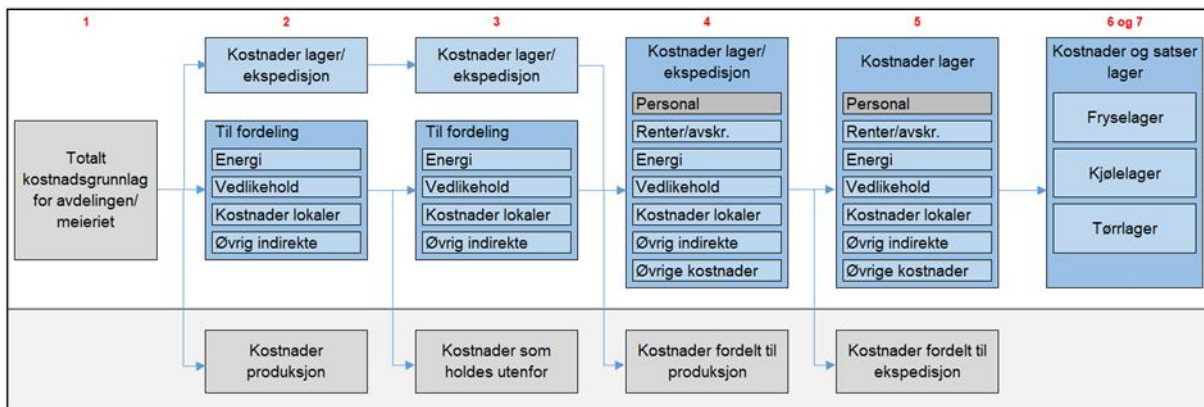 1
2
3
4
5
6 og 7
Totalt
kostnadsgrunnlag
for avdelingen/
meieriet
Kostnader lager/
ekspedisjon
Til fordeling
Energi
Vedlikehold
Kostnader lokaler
Øvrig indirekte
Kostnader
produksjon
Kostnader lager/
ekspedisjon
Til fordeling
Energi
Vedlikehold
Kostnader lokaler
Øvrig indirekte
Kostnader som
holdes utenfor
Kostnader lager/
ekspedisjon
Personal
Renter/avskr.
Energi
Vedlikehold
Kostnader lokaler
Øvrig indirekte
Øvrige kostnader
Kostnader fordelt til
produksjon
Kostnader lager
Personal
Renter/avskr.
Energi
Vedlikehold
Kostnader lokaler
Øvrig indirekte
Øvrige kostnader
Kostnader fordelt til
ekspedisjon
Kostnader og satser
lager
Fryselager
Kjølelager
Tørrlager